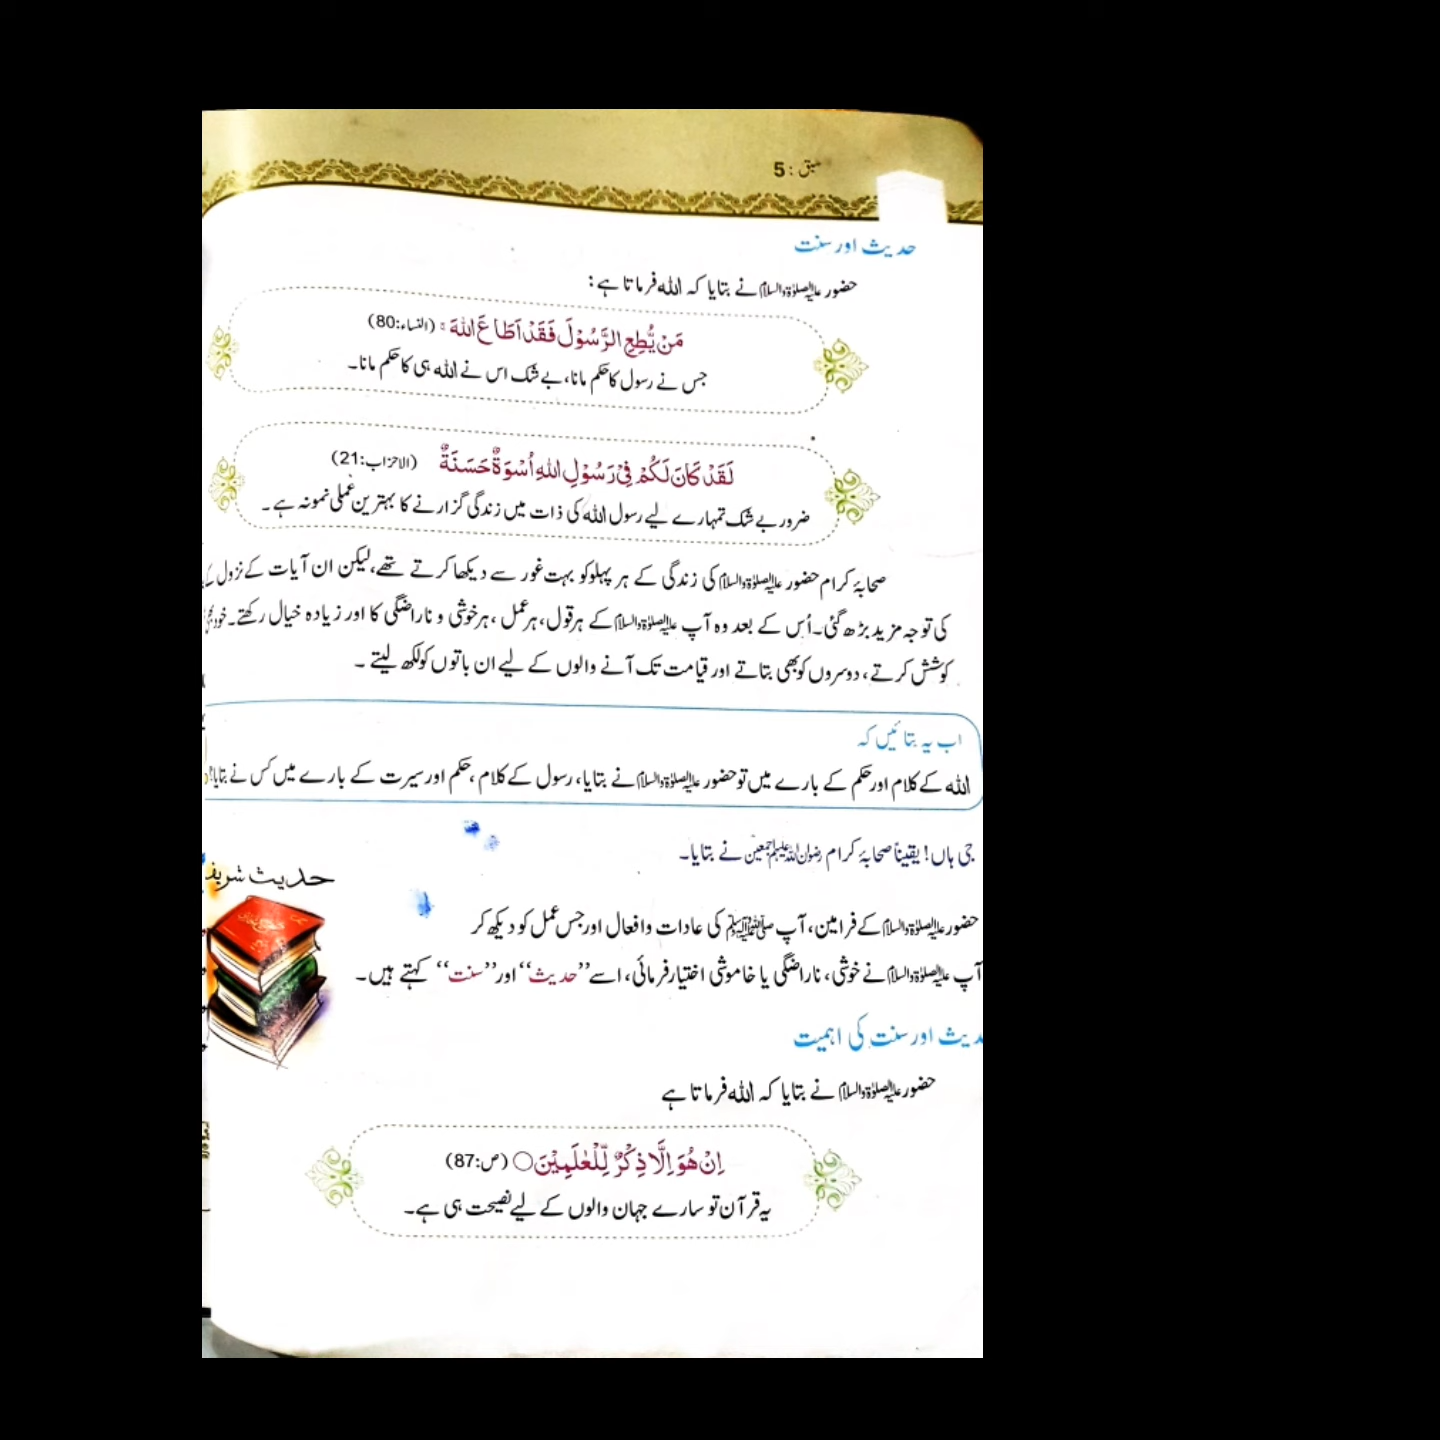 سبق : 5
حدیث اور سنت
حضور علیہ الصلوٰۃ والسلام نے بتایا کہ اللہ فرماتا ہے:
مَنْ یُّطِعِ الرَّسُوْلَ فَقَدْ اَطَاعَ اللهَ ۚ (النساء:80)
جس نے رسول کا حکم مانا، بے شک اس نے اللہ ہی کا حکم مانا۔
لَقَدْ كَانَ لَكُمْ فِیْ رَسُوْلِ اللهِ اُسْوَةٌ حَسَنَةٌ (الاحزاب:21)
ضرور بے شک تمہارے لیے رسول اللہ کی ذات میں زندگی گزارنے کا بہترین عملی نمونہ ہے۔
صحابۂ کرام حضور علیہ الصلوٰۃ والسلام کی زندگی کے ہر پہلو کو بہت غور سے دیکھا کرتے تھے، لیکن ان آیات کے نزول
کی توجہ مزید بڑھ گئی۔ اُس کے بعد وہ آپ علیہ الصلوٰۃ والسلام کے ہر قول، ہر عمل، ہر خوشی و ناراضگی کا اور زیادہ خیال رکھتے۔ خود
کوشش کرتے، دوسروں کو بھی بتاتے اور قیامت تک آنے والوں کے لیے ان باتوں کو لکھ لیتے۔
اب یہ بتائیں کہ
اللہ کے کلام اور حکم کے بارے میں تو حضور علیہ الصلوٰۃ والسلام نے بتایا، رسول کے کلام، حکم اور سیرت کے بارے میں کس نے بتایا؟
جی ہاں! یقیناً صحابۂ کرام رضوان اللہ علیہم اجمعین نے بتایا۔
حدیث شریف
حضور علیہ الصلوٰۃ والسلام کے فرامین، آپ صلی اللہ علیہ وسلم کی عادات و افعال اور جس عمل کو دیکھ کر
آپ علیہ الصلوٰۃ والسلام نے خوشی، ناراضگی یا خاموشی اختیار فرمائی، اسے ”حدیث“ اور ”سنت“ کہتے ہیں۔
دیث اور سنت کی اہمیت
حضور علیہ الصلوٰۃ والسلام نے بتایا کہ اللہ فرماتا ہے
اِنْ هُوَ اِلَّا ذِكْرٌ لِّلْعٰلَمِیْنَ○ (ص:87)
یہ قرآن تو سارے جہان والوں کے لیے نصیحت ہی ہے۔